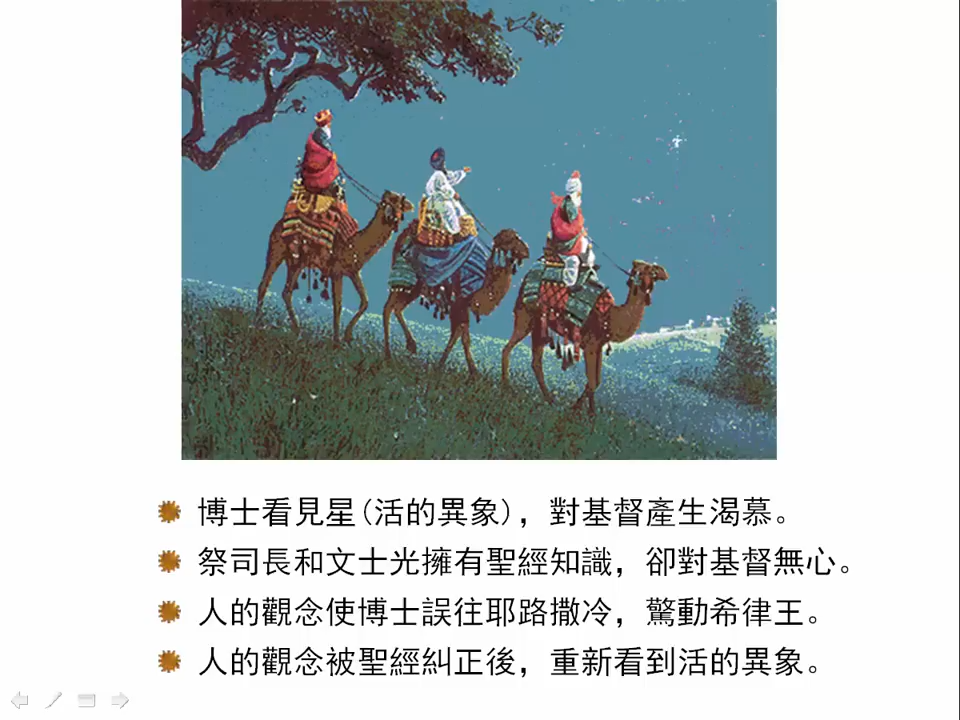 博士看見星(活的異象)，對基督產生渴慕。
祭司長和文士光擁有聖經知識，卻對基督無心。
人的觀念使博士誤往耶路撒冷，驚動希律王。
人的觀念被聖經糾正後，重新看到活的異象。